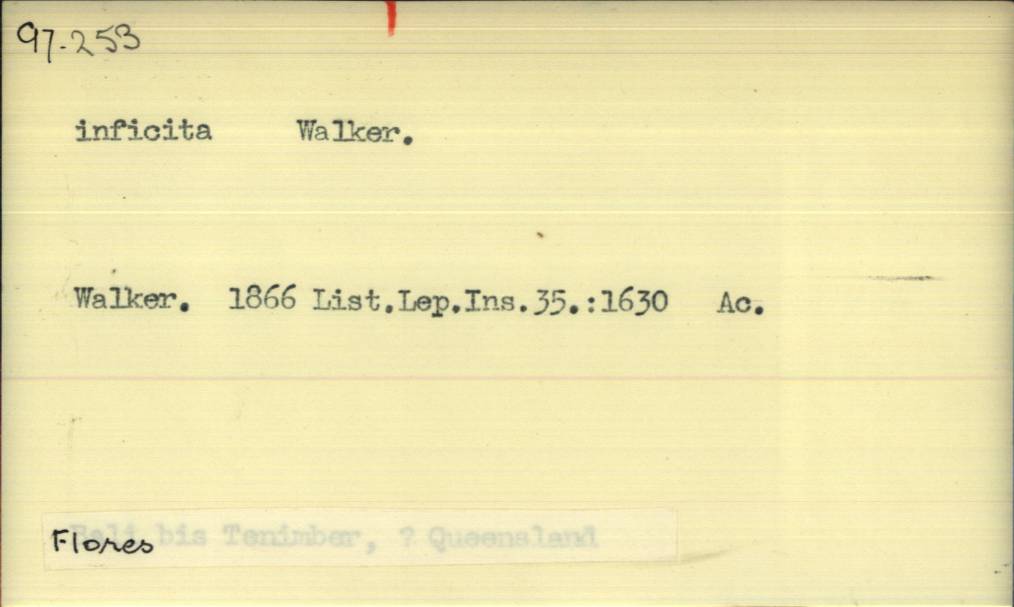 97-253
inficita Walker.
Walker. 1866 List.Lep.Ins.35.:1630 Ac.
Bali bis Tenimber, ? Queensland
Flores